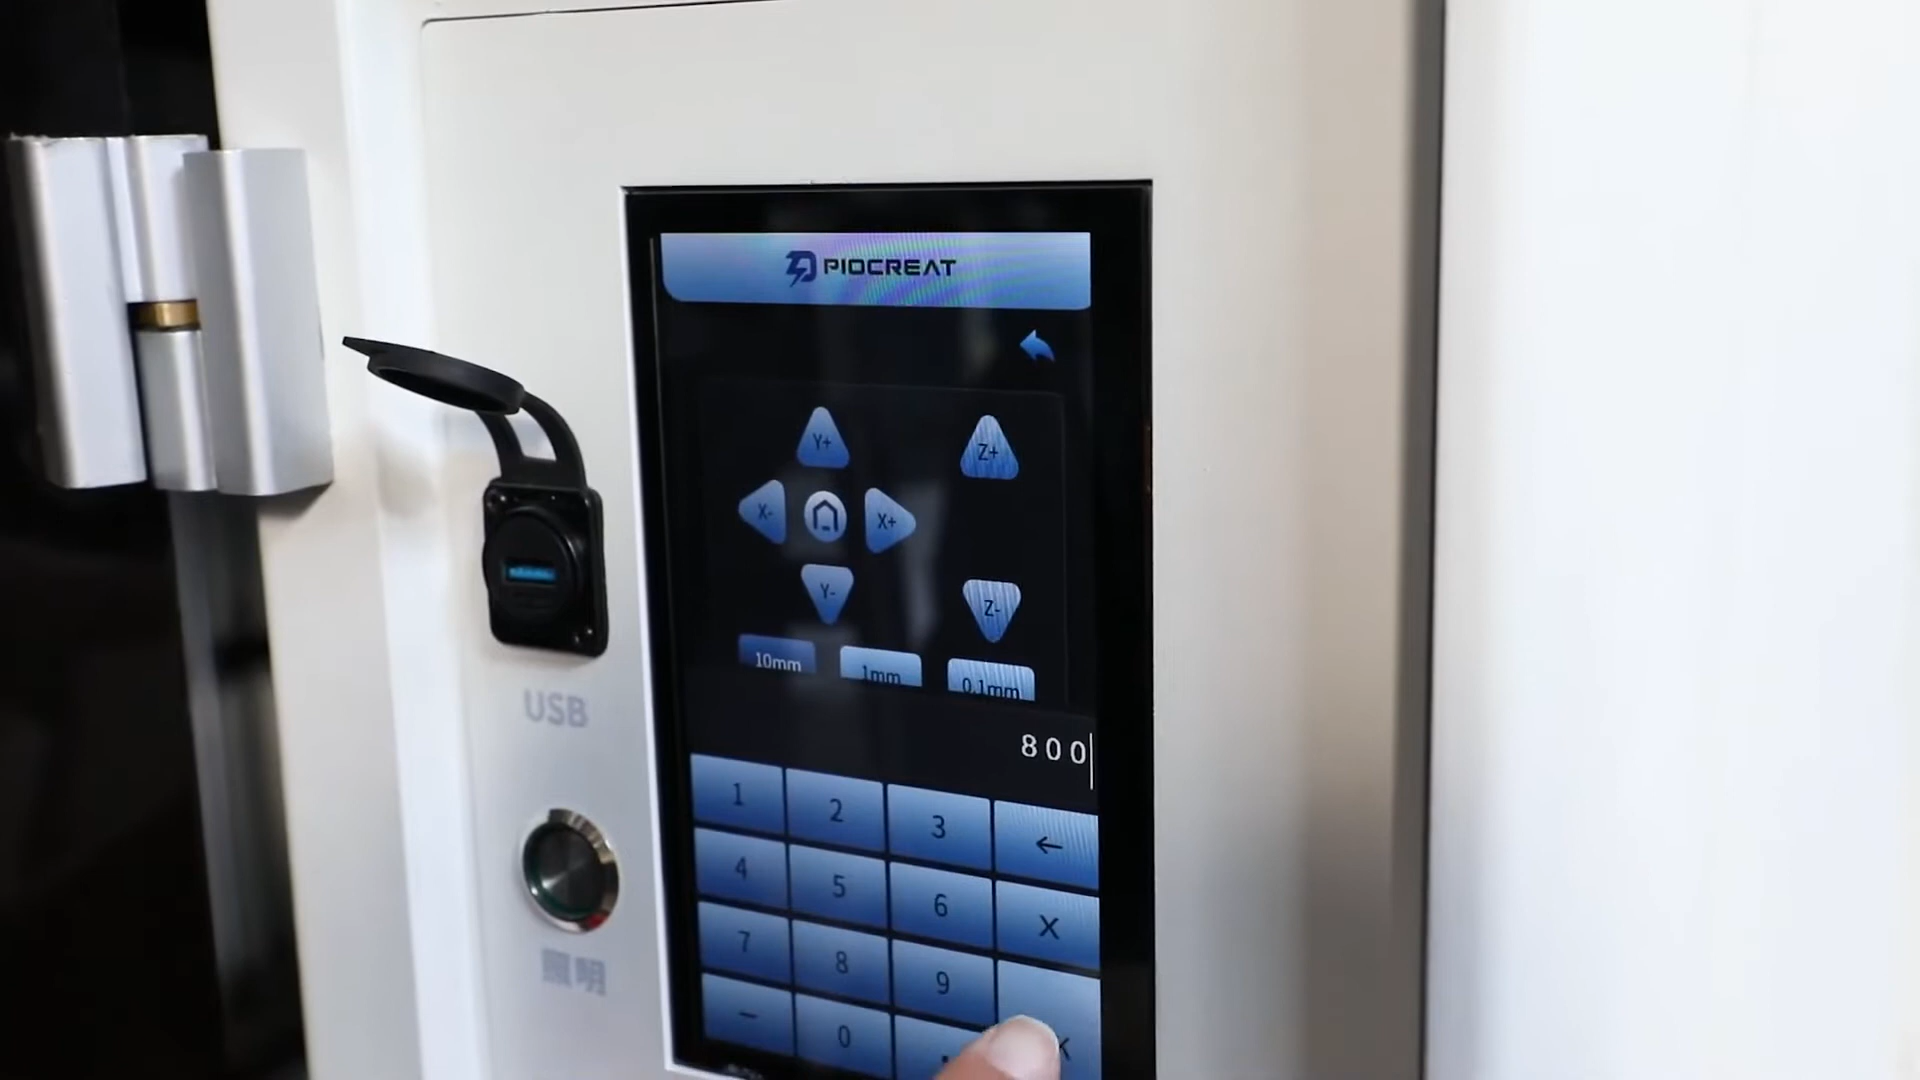 PIOCREAT
Y+
Z+
X-
X+
Y-
Z-
10mm
1mm
0.1mm
USB
800
1
2
3
←
4
5
6
X
7
8
9
照明
-
0
.
K